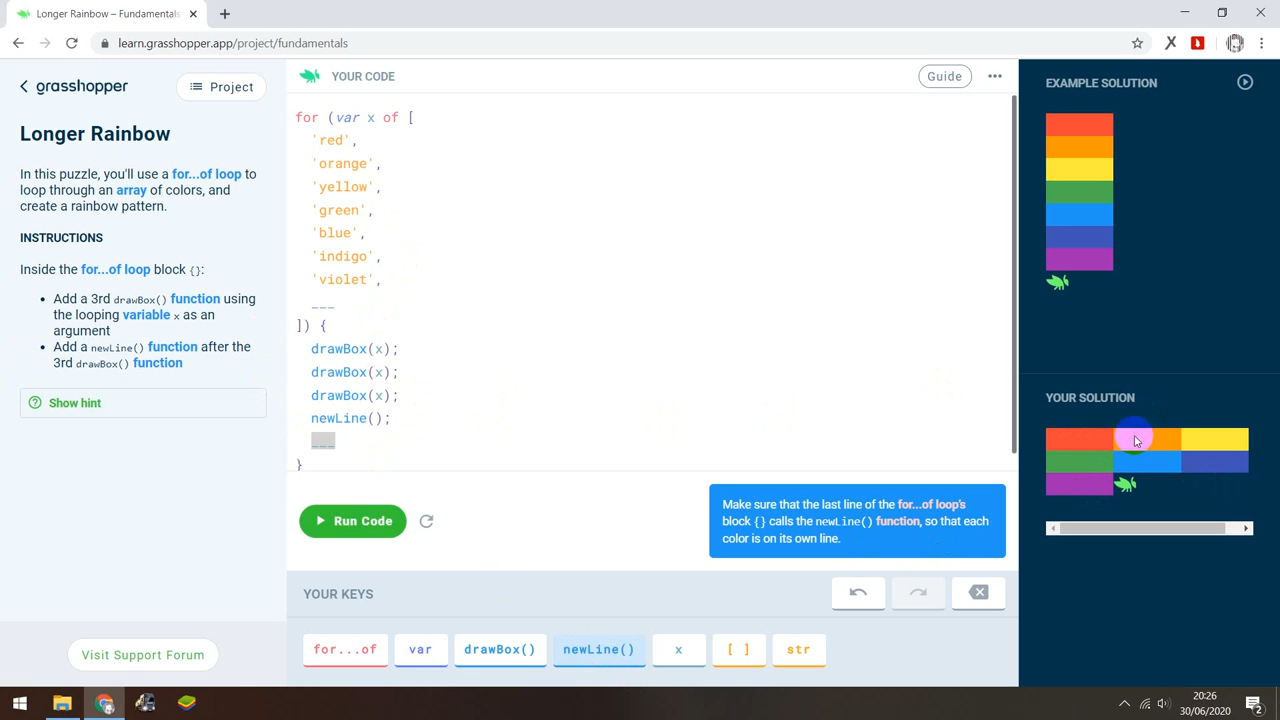 Longer Rainbow – Fundamentals
learn.grasshopper.app/project/fundamentals
grasshopper
Project
Longer Rainbow
In this puzzle, you'll use a for...of loop to
loop through an array of colors, and
create a rainbow pattern.
INSTRUCTIONS
Inside the for...of loop block {}:
• Add a 3rd drawBox() function using
the looping variable x as an
argument
• Add a newLine() function after the
3rd drawBox() function
Show hint
Visit Support Forum
YOUR CODE
Guide
for (var x of [
'red',
'orange',
'yellow',
'green',
'blue',
'indigo',
'violet',
___
]) {
drawBox(x);
drawBox(x);
drawBox(x);
newLine();
___
}
Run Code
Make sure that the last line of the for...of loop's
block {} calls the newLine() function, so that each
color is on its own line.
YOUR KEYS
for...of var drawBox() newLine() x [ ] str
EXAMPLE SOLUTION
YOUR SOLUTION
20:26
30/06/2020
2